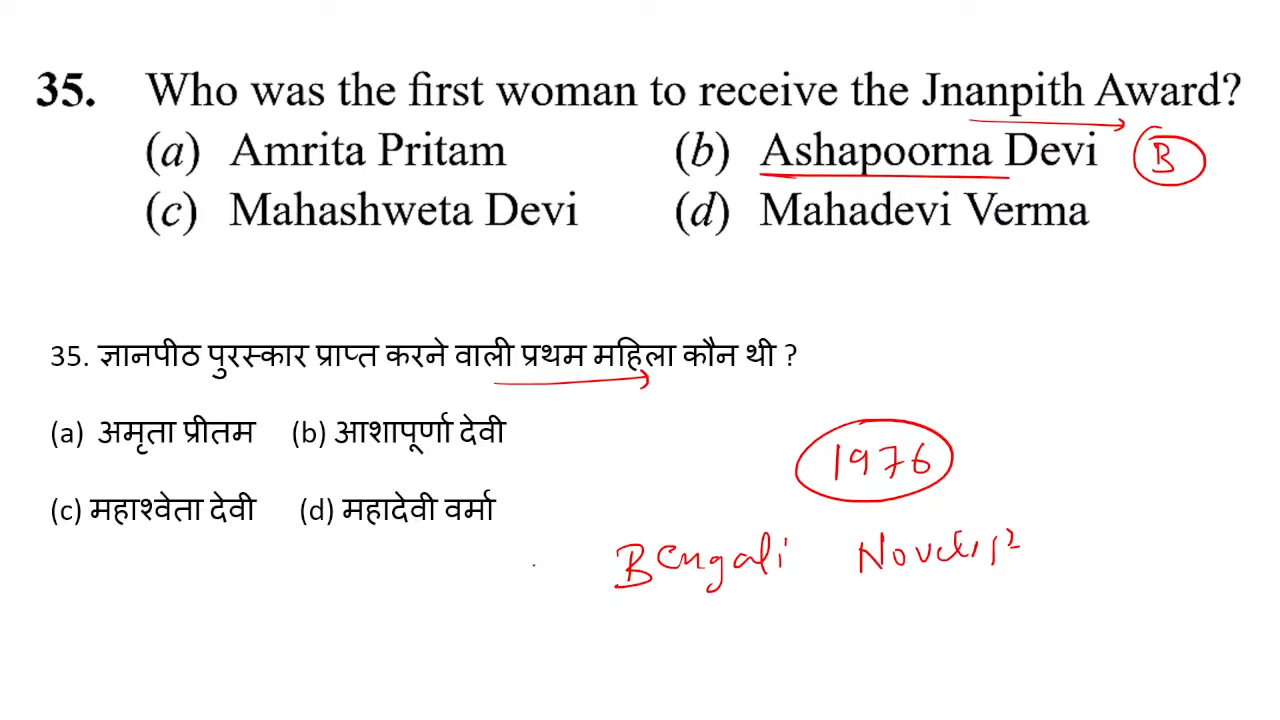 35. Who was the first woman to receive the Jnanpith Award?
(a) Amrita Pritam (b) Ashapoorna Devi B
(c) Mahashweta Devi (d) Mahadevi Verma
35. ज्ञानपीठ पुरस्कार प्राप्त करने वाली प्रथम महिला कौन थी ?
(a) अमृता प्रीतम (b) आशापूर्णा देवी
1976
(c) महाश्वेता देवी (d) महादेवी वर्मा
Bengali Novelist